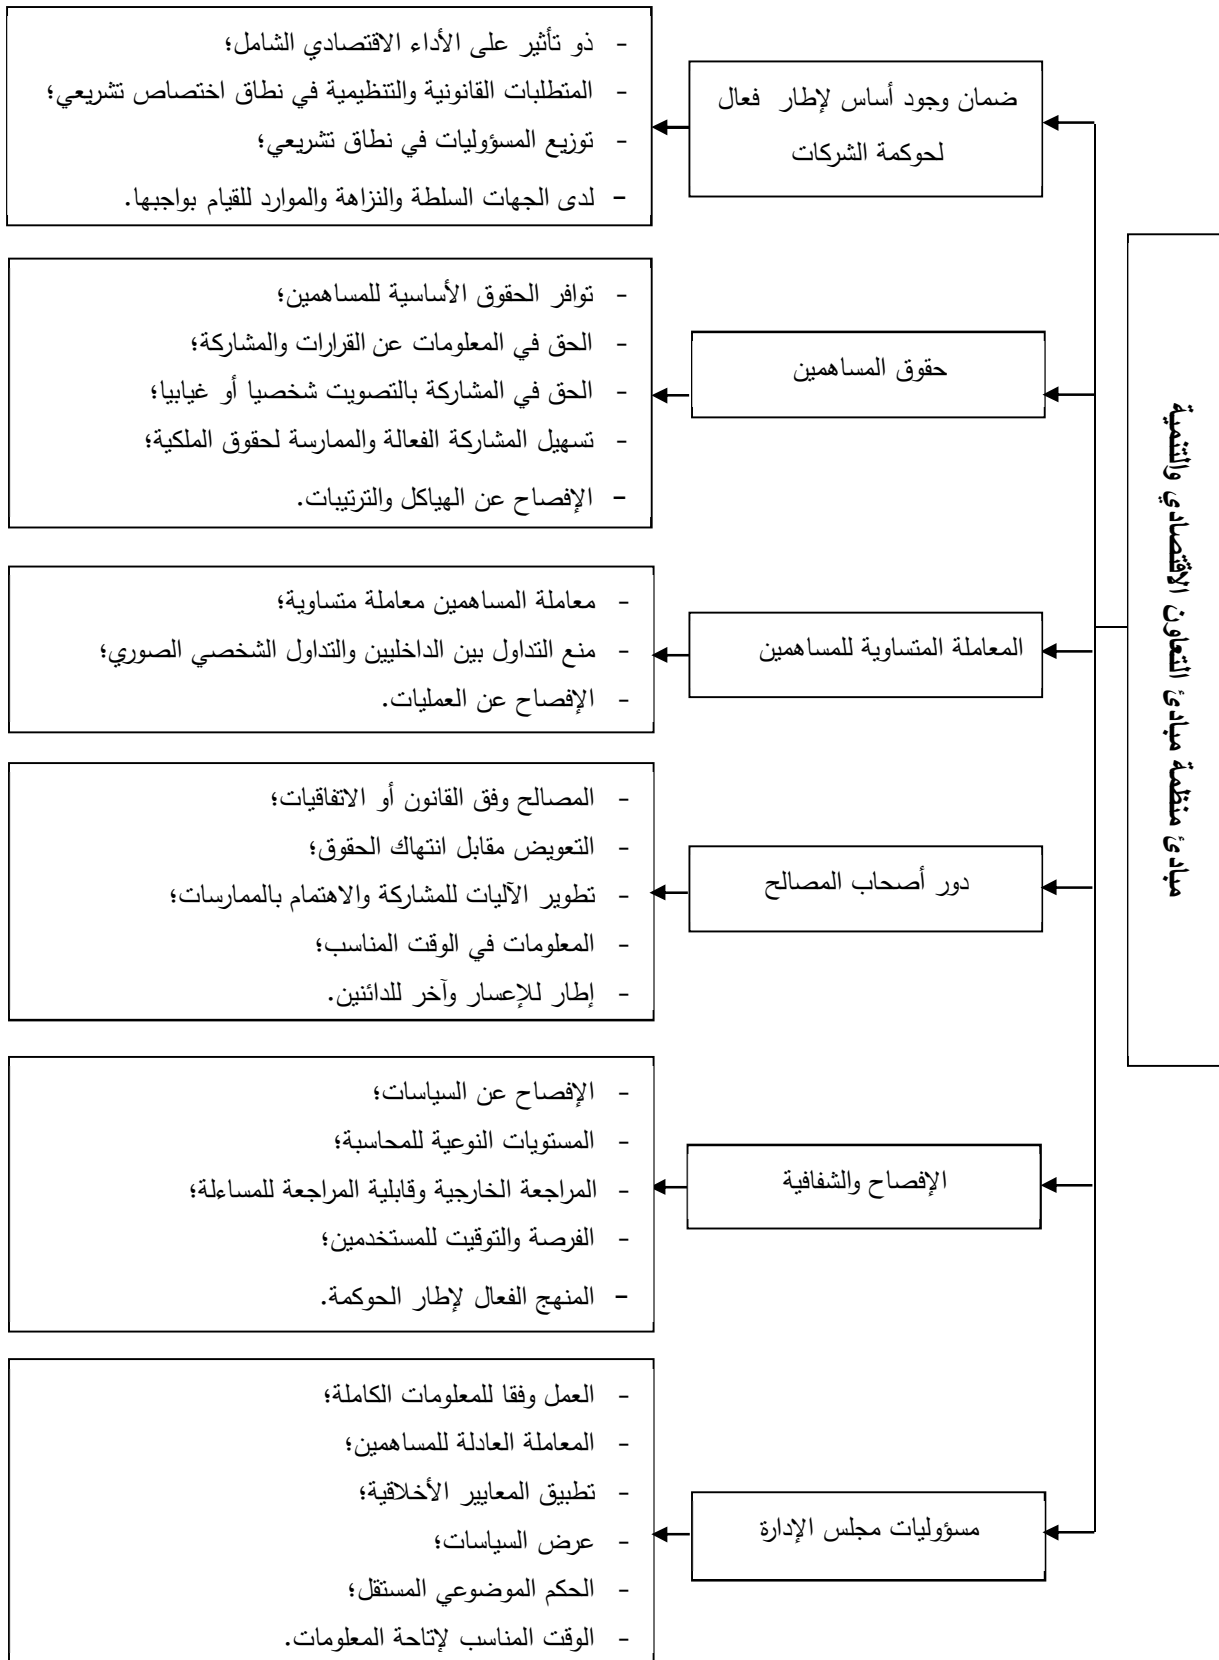 مبادئ منظمة مبادئ التعاون الاقتصادي والتنمية
ضمان وجود أساس لإطار فعال
لحوكمة الشركات
- ذو تأثير على الأداء الاقتصادي الشامل؛
- المتطلبات القانونية والتنظيمية في نطاق اختصاص تشريعي؛
- توزيع المسؤوليات في نطاق تشريعي؛
- لدى الجهات السلطة والنزاهة والموارد للقيام بواجبها.
حقوق المساهمين
- توافر الحقوق الأساسية للمساهمين؛
- الحق في المعلومات عن القرارات والمشاركة؛
- الحق في المشاركة بالتصويت شخصيا أو غيابيا؛
- تسهيل المشاركة الفعالة والممارسة لحقوق الملكية؛
- الإفصاح عن الهياكل والترتيبات.
المعاملة المتساوية للمساهمين
- معاملة المساهمين معاملة متساوية؛
- منع التداول بين الداخليين والتداول الشخصي الصوري؛
- الإفصاح عن العمليات.
دور أصحاب المصالح
- المصالح وفق القانون أو الاتفاقيات؛
- التعويض مقابل انتهاك الحقوق؛
- تطوير الآليات للمشاركة والاهتمام بالممارسات؛
- المعلومات في الوقت المناسب؛
- إطار للإعسار وآخر للدائنين.
الإفصاح والشفافية
- الإفصاح عن السياسات؛
- المستويات النوعية للمحاسبة؛
- المراجعة الخارجية وقابلية المراجعة للمساءلة؛
- الفرصة والتوقيت للمستخدمين؛
- المنهج الفعال لإطار الحوكمة.
مسؤوليات مجلس الإدارة
- العمل وفقا للمعلومات الكاملة؛
- المعاملة العادلة للمساهمين؛
- تطبيق المعايير الأخلاقية؛
- عرض السياسات؛
- الحكم الموضوعي المستقل؛
- الوقت المناسب لإتاحة المعلومات.